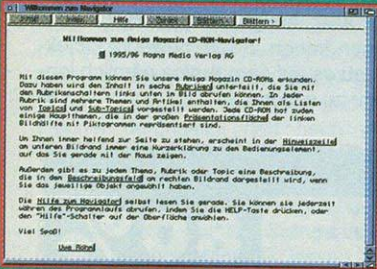 Willkommen zum Navigator
Inhalt Index Hilfe Zurück Blättern < Blättern >
Willkommen zum Amiga Magazin CD-ROM-Navigator!
© 1995/96 Magna Media Verlag AG
Mit diesem Programm können Sie unsere Amiga Magazin CD-ROMs erkunden.
Dazu haben wird den Inhalt in sechs Rubriken unterteilt, die Sie mit
den Rubrikenschaltern links unten im Bild abrufen können. In jeder
Rubrik sind mehrere Themen und Artikel enthalten, die Ihnen als Listen
von Topics und Sub-Topics vorgestellt werden. Jede CD-ROM hat zudem
einige Hauptthemen, die in der großen Präsentationsfläche der linken
Bildhälfte mit Piktogrammen repräsentiert sind.
Um Ihnen immer helfend zur Seite zu stehen, erscheint in der Hinweiszeile
am unteren Bildrand immer eine Kurzerklärung zu dem Bedienungselement,
auf das Sie gerade mit der Maus zeigen.
Außerdem gibt es zu jedem Thema, Rubrik oder Topic eine Beschreibung,
die in dem Beschreibungsfeld am rechten Bildrand dargestellt wird, wenn
Sie das jeweilige Objekt angewählt haben.
Die Hilfe zum Navigator selbst lesen Sie gerade. Sie können sie jederzeit
während des Programmlaufs abrufen, indem Sie die HELP-Taste drücken, oder
den "Hilfe"-Schalter auf der Oberfläche anwählen.
Viel Spaß!
Uwe Röhm